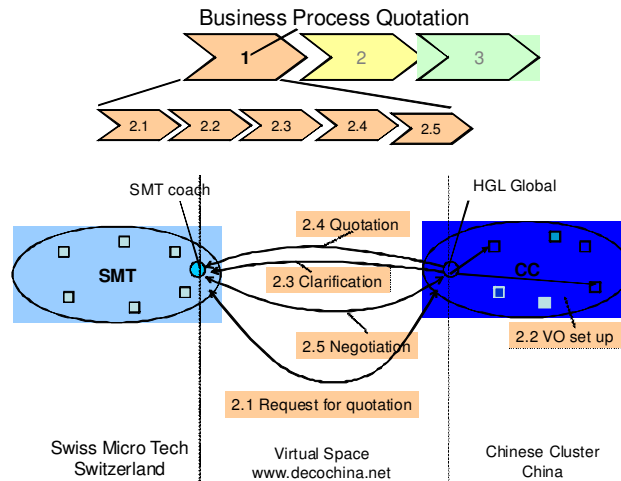 Business Process Quotation
1
2
3
2.1
2.2
2.3
2.4
2.5
SMT coach
HGL Global
2.4 Quotation
SMT
CC
2.3 Clarification
2.2 VO set up
2.5 Negotiation
2.1 Request for quotation
Swiss Micro Tech
Switzerland
Virtual Space
www.decochina.net
Chinese Cluster
China